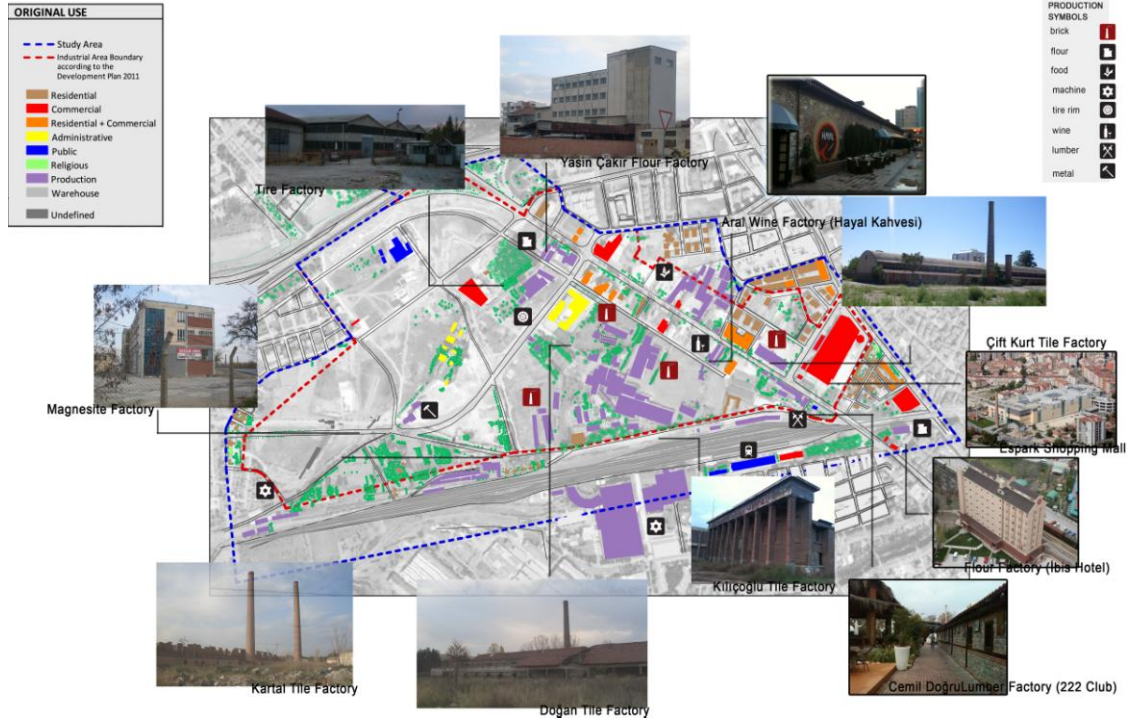 ORIGINAL USE
Study Area
Industrial Area Boundary
according to the
Development Plan 2011
Residential
Commercial
Residential + Commercial
Administrative
Public
Religious
Production
Warehouse
Undefined
PRODUCTION
SYMBOLS
brick
flour
food
machine
tire rim
wine
lumber
metal
Tire Factory
Yasin Çakır Flour Factory
Aral Wine Factory (Hayal Kahvesi)
Çift Kurt Tile Factory
Magnesite Factory
Espark Shopping Mall
Flour Factory (İbis Hotel)
Kılıçoğlu Tile Factory
Kartal Tile Factory
Doğan Tile Factory
Cemil DoğruLumber Factory (222 Club)